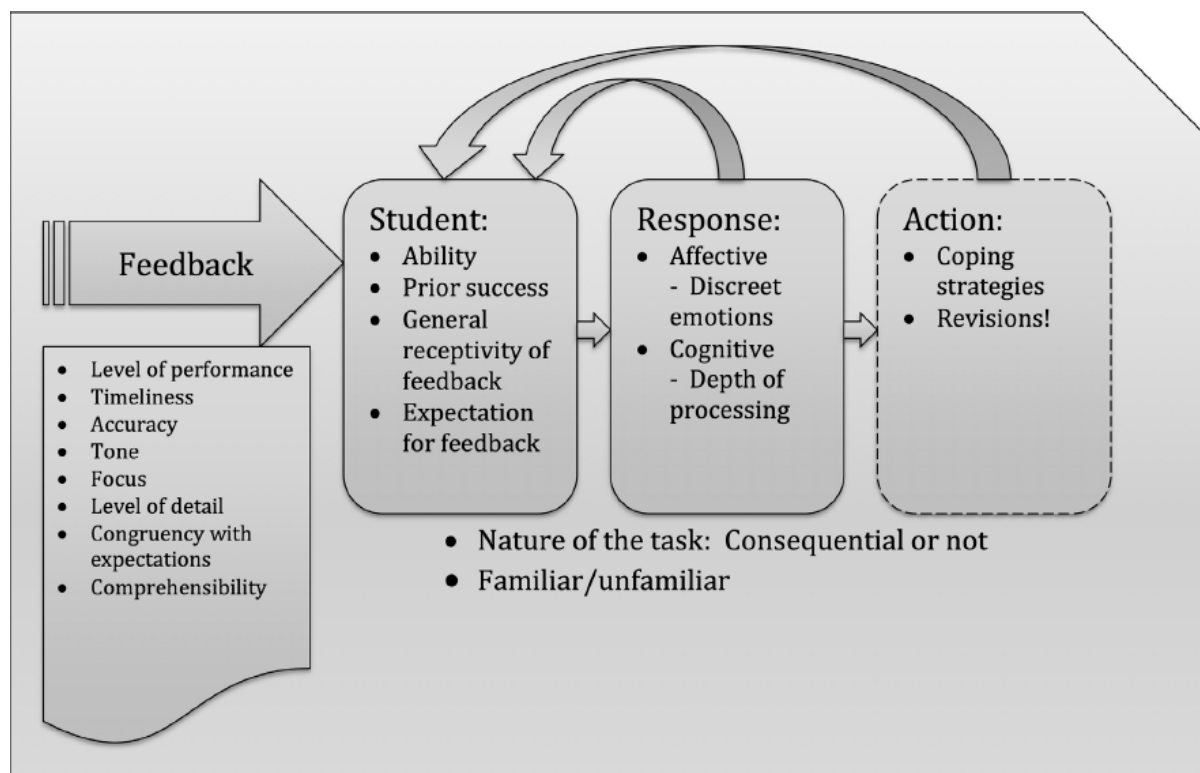 Feedback
• Level of performance
• Timeliness
• Accuracy
• Tone
• Focus
• Level of detail
• Congruency with
expectations
• Comprehensibility
Student:
• Ability
• Prior success
• General
receptivity of
feedback
• Expectation
for feedback
Response:
• Affective
- Discreet
emotions
• Cognitive
- Depth of
processing
Action:
• Coping
strategies
• Revisions!
• Nature of the task: Consequential or not
• Familiar/unfamiliar